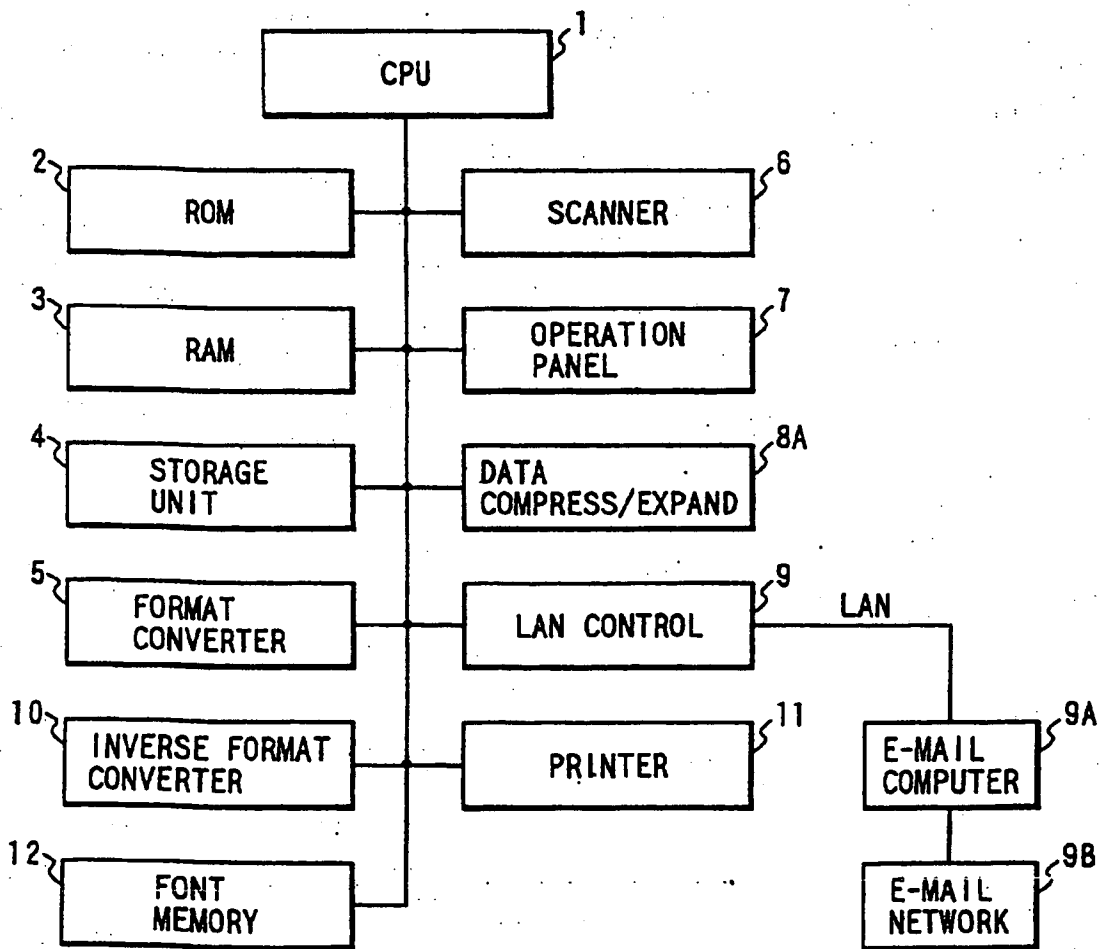 1
CPU
2
ROM
6
SCANNER
3
RAM
7
OPERATION
PANEL
4
STORAGE
UNIT
8A
DATA
COMPRESS/EXPAND
5
FORMAT
CONVERTER
9
LAN CONTROL
LAN
10
INVERSE FORMAT
CONVERTER
11
PRINTER
9A
E-MAIL
COMPUTER
12
FONT
MEMORY
9B
E-MAIL
NETWORK